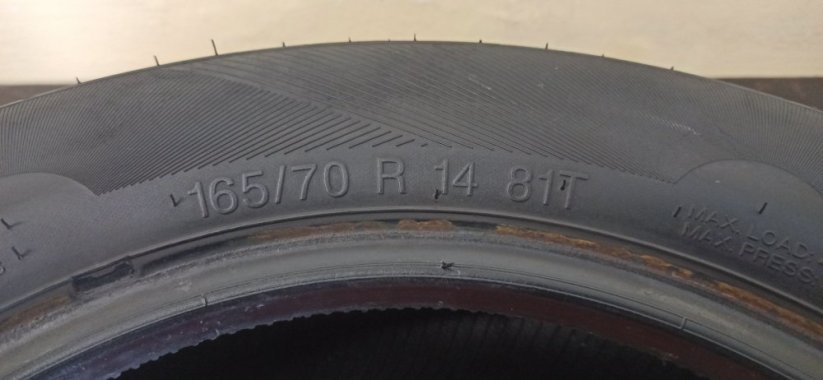 165/70 R 14 81T
MAX. LOAD:
MAX. PRESS.